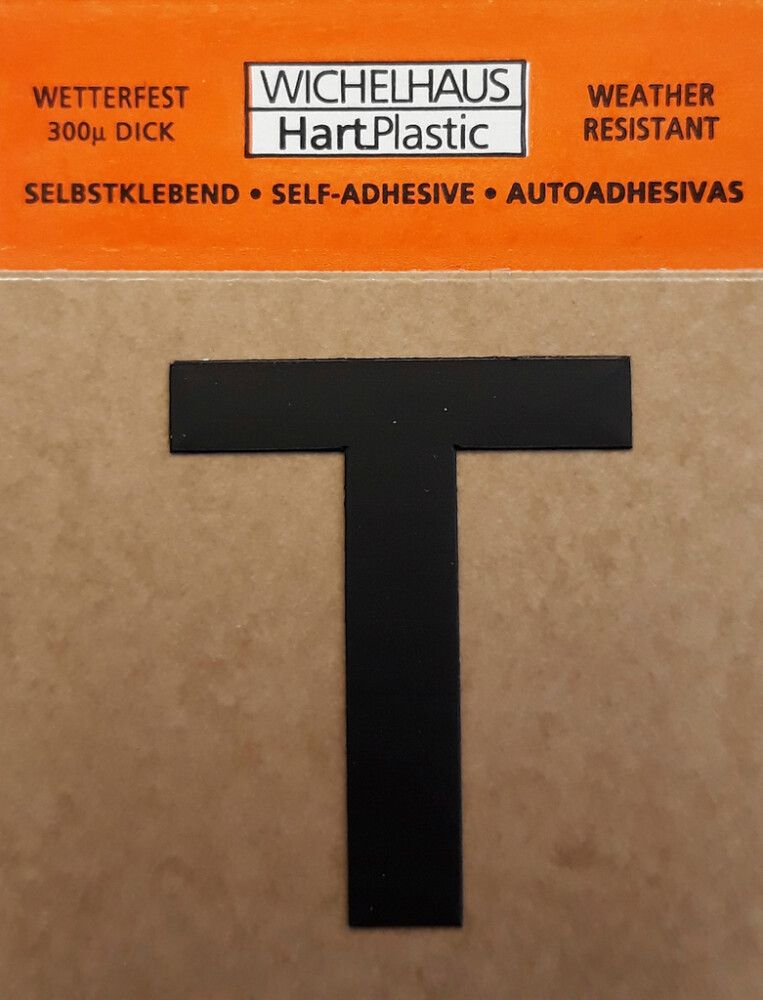 WETTERFEST
300µ DICK
WICHELHAUS
HartPlastic
WEATHER
RESISTANT
SELBSTKLEBEND • SELF-ADHESIVE • AUTOADHESIVAS
T